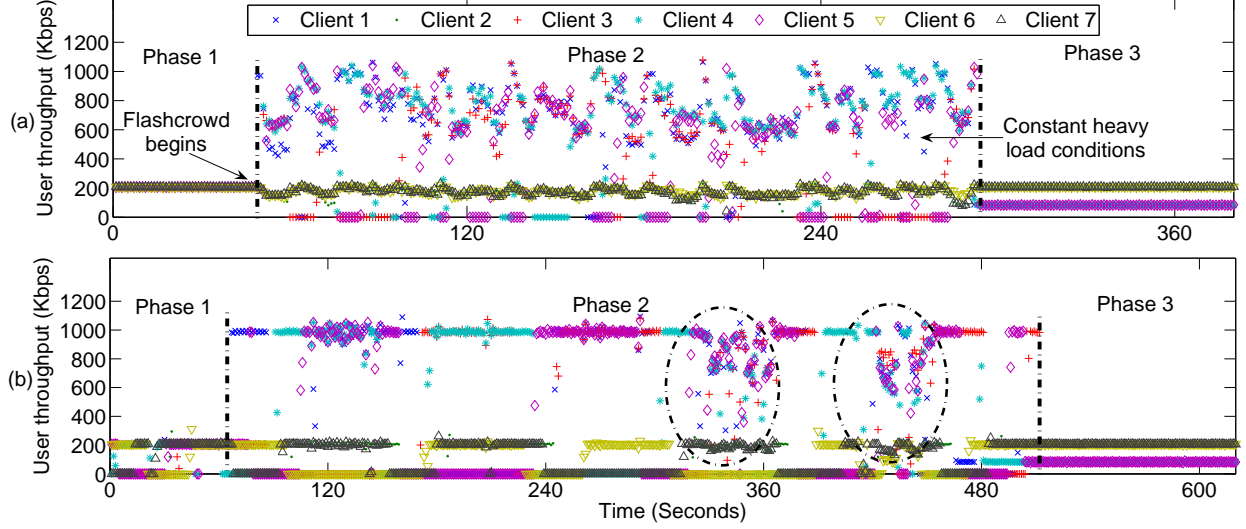 Client 1 Client 2 Client 3 Client 4 Client 5 Client 6 Client 7
Phase 1 Phase 2 Phase 3
User throughput (Kbps)
1200
1000
800
600
400
200
0
(a)
Flashcrowd
begins
Constant heavy
load conditions
0 120 240 360
Phase 1 Phase 2 Phase 3
User throughput (Kbps)
1200
1000
800
600
400
200
0
(b)
0 120 240 360 480 600
Time (Seconds)